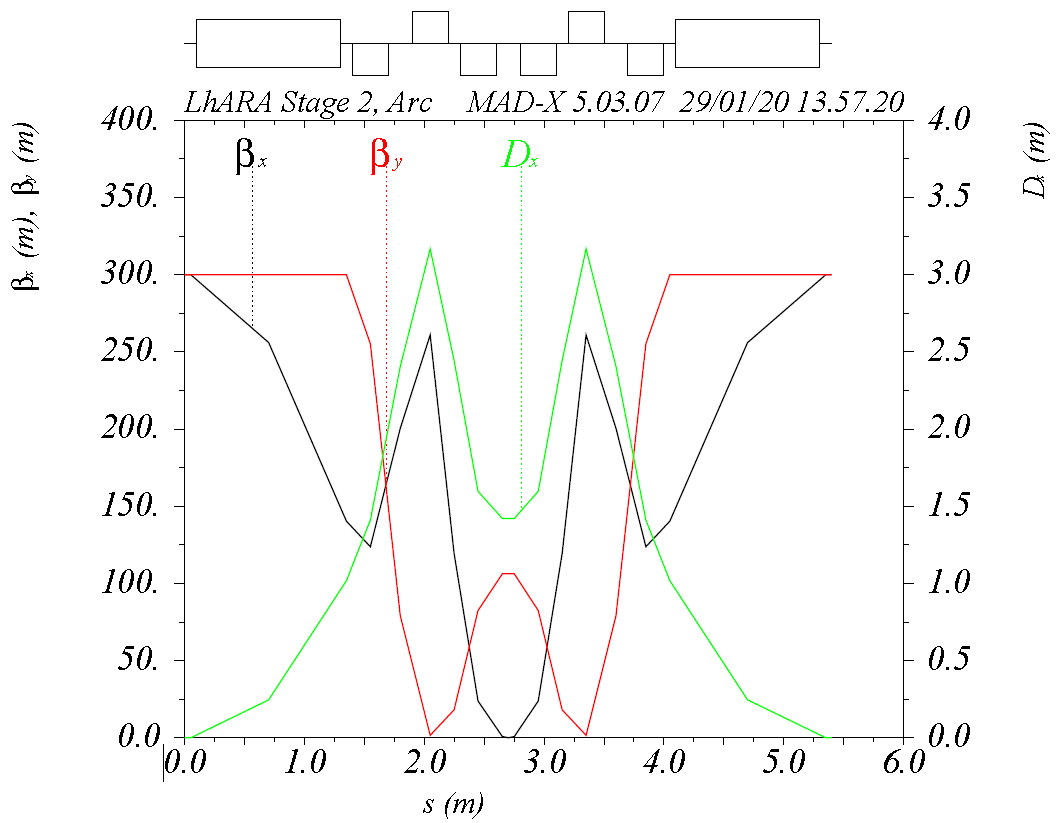 LhARA Stage 2, Arc MAD-X 5.03.07 29/01/20 13.57.20
βx (m), βy (m)
Dx (m)
βx βy Dx
400. 4.0
350. 3.5
300. 3.0
250. 2.5
200. 2.0
150. 1.5
100. 1.0
50. 0.5
0.0 0.0
0.0 1.0 2.0 3.0 4.0 5.0 6.0
s (m)